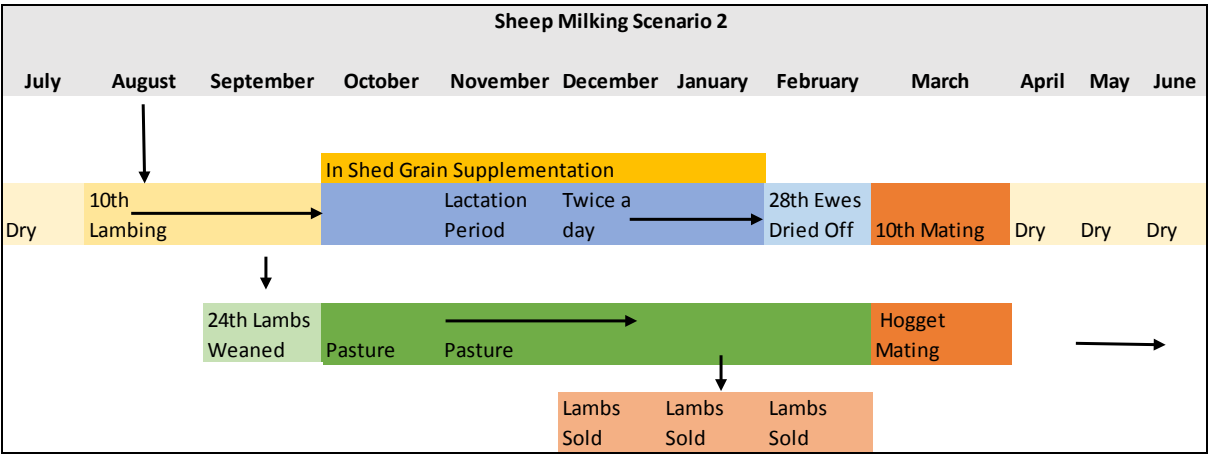 Sheep Milking Scenario 2
July August September October November December January February March April May June
In Shed Grain Supplementation
10th Lactation Twice a 28th Ewes
Dry Lambing Period day Dried Off 10th Mating Dry Dry Dry
24th Lambs Hogget
Weaned Pasture Pasture Mating
Lambs Lambs Lambs
Sold Sold Sold